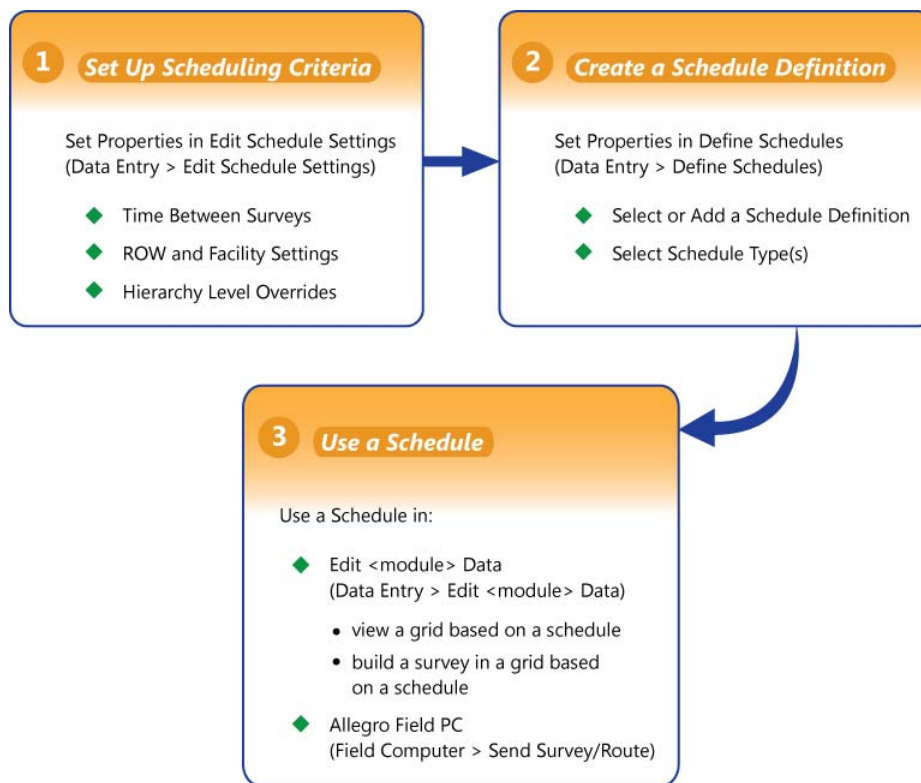 1 Set Up Scheduling Criteria
Set Properties in Edit Schedule Settings
(Data Entry > Edit Schedule Settings)
Time Between Surveys
ROW and Facility Settings
Hierarchy Level Overrides
2 Create a Schedule Definition
Set Properties in Define Schedules
(Data Entry > Define Schedules)
Select or Add a Schedule Definition
Select Schedule Type(s)
3 Use a Schedule
Use a Schedule in:
Edit <module> Data
(Data Entry > Edit <module> Data)
• view a grid based on a schedule
• build a survey in a grid based
on a schedule
Allegro Field PC
(Field Computer > Send Survey/Route)